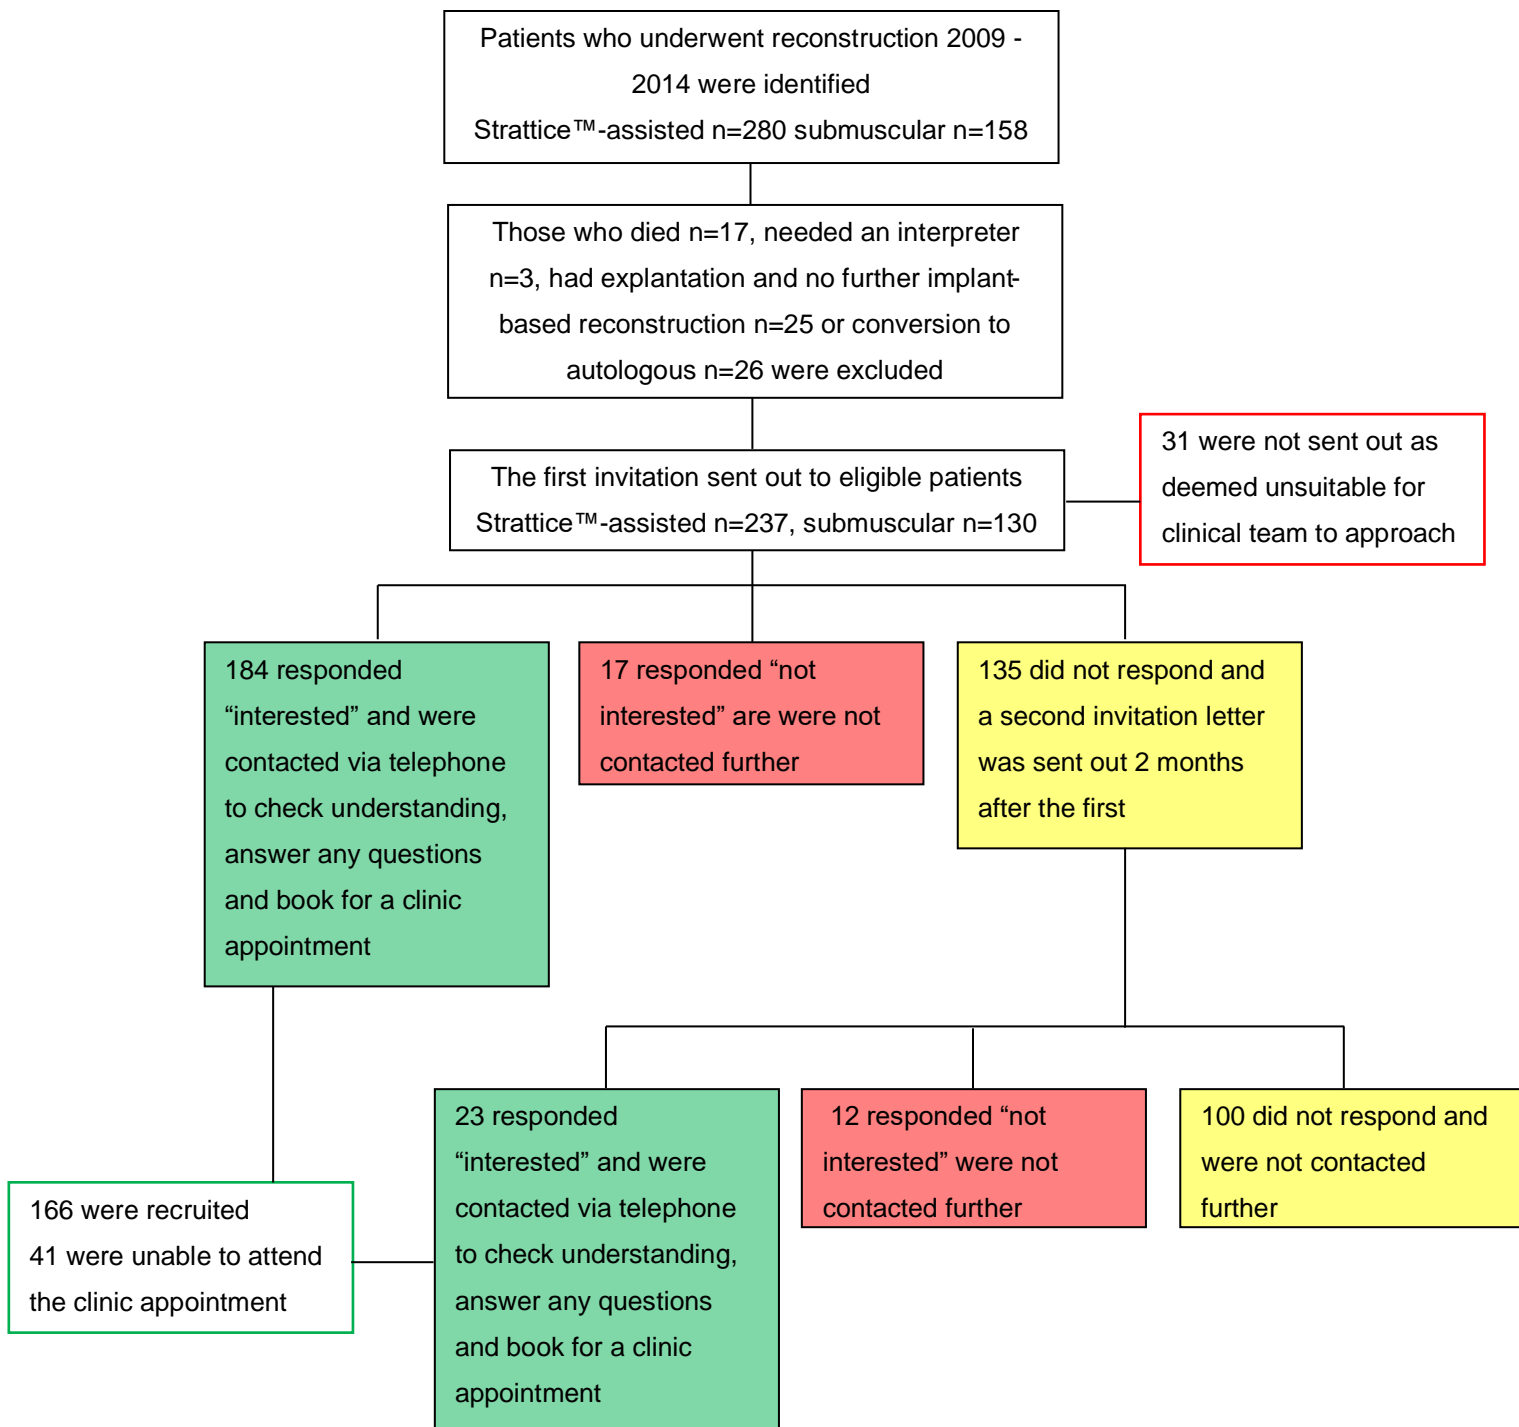 Patients who underwent reconstruction 2009 -
2014 were identified
Strattice™-assisted n=280 submuscular n=158
Those who died n=17, needed an interpreter
n=3, had explantation and no further implant-
based reconstruction n=25 or conversion to
autologous n=26 were excluded
The first invitation sent out to eligible patients
Strattice™-assisted n=237, submuscular n=130
31 were not sent out as
deemed unsuitable for
clinical team to approach
184 responded
“interested” and were
contacted via telephone
to check understanding,
answer any questions
and book for a clinic
appointment
17 responded “not
interested” are were not
contacted further
135 did not respond and
a second invitation letter
was sent out 2 months
after the first
23 responded
“interested” and were
contacted via telephone
to check understanding,
answer any questions
and book for a clinic
appointment
12 responded “not
interested” were not
contacted further
100 did not respond and
were not contacted
further
166 were recruited
41 were unable to attend
the clinic appointment